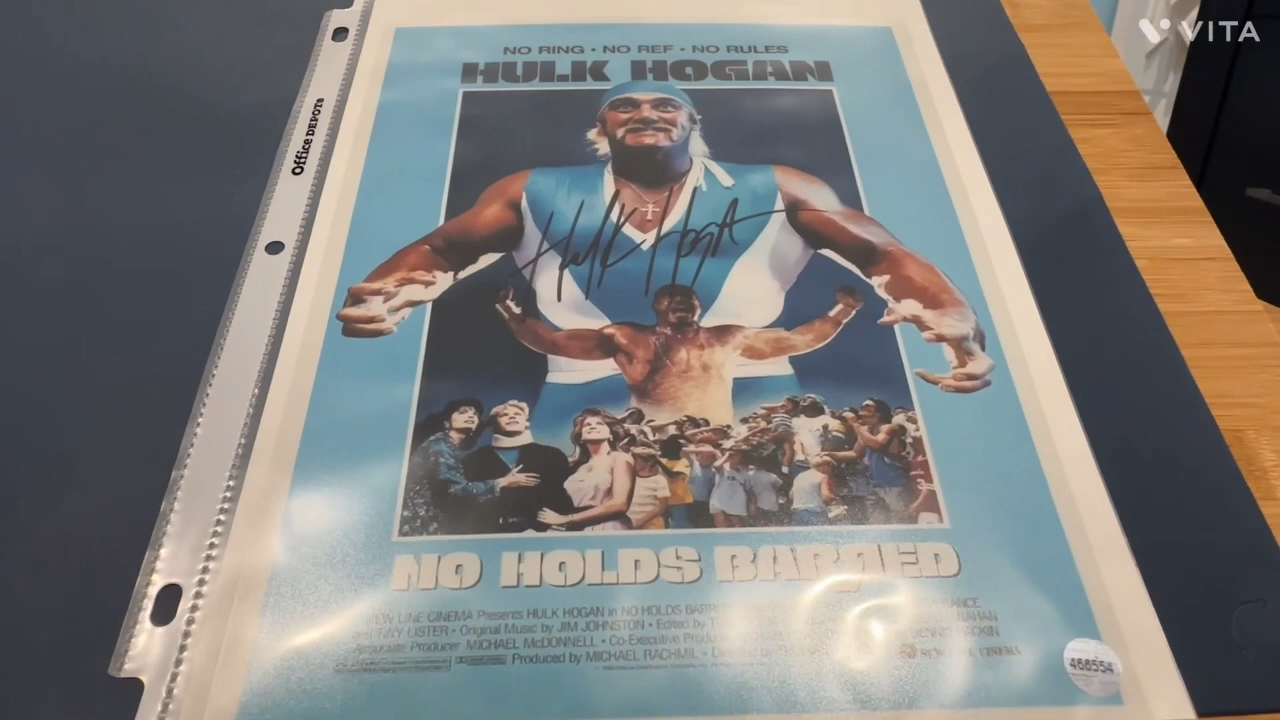 VITA
Office DEPOT
NO RING • NO REF • NO RULES
HULK HOGAN
Hulk Hogan
NO HOLDS BARRED
NEW LINE CINEMA Presents HULK HOGAN in NO HOLDS BARRED
TINY LISTER • Original Music by JIM JOHNSTON • Edited by
Associate Producer MICHAEL McDONNELL • Co-Executive
Produced by MICHAEL RACHMIL •
CINEMA
466554